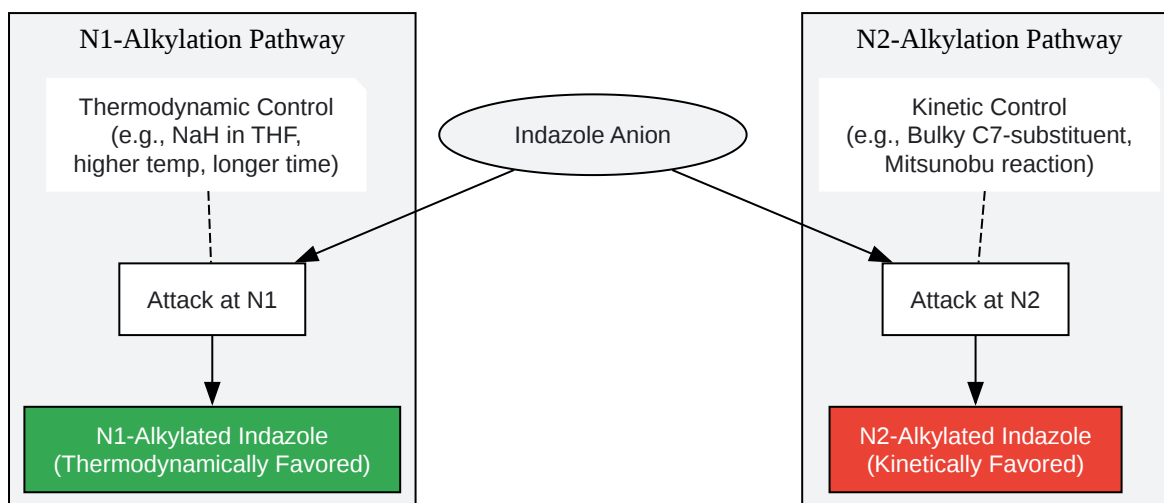 N1-Alkylation Pathway
Thermodynamic Control
(e.g., NaH in THF,
higher temp, longer time)
Attack at N1
N1-Alkylated Indazole
(Thermodynamically Favored)
Indazole Anion
N2-Alkylation Pathway
Kinetic Control
(e.g., Bulky C7-substituent,
Mitsunobu reaction)
Attack at N2
N2-Alkylated Indazole
(Kinetically Favored)